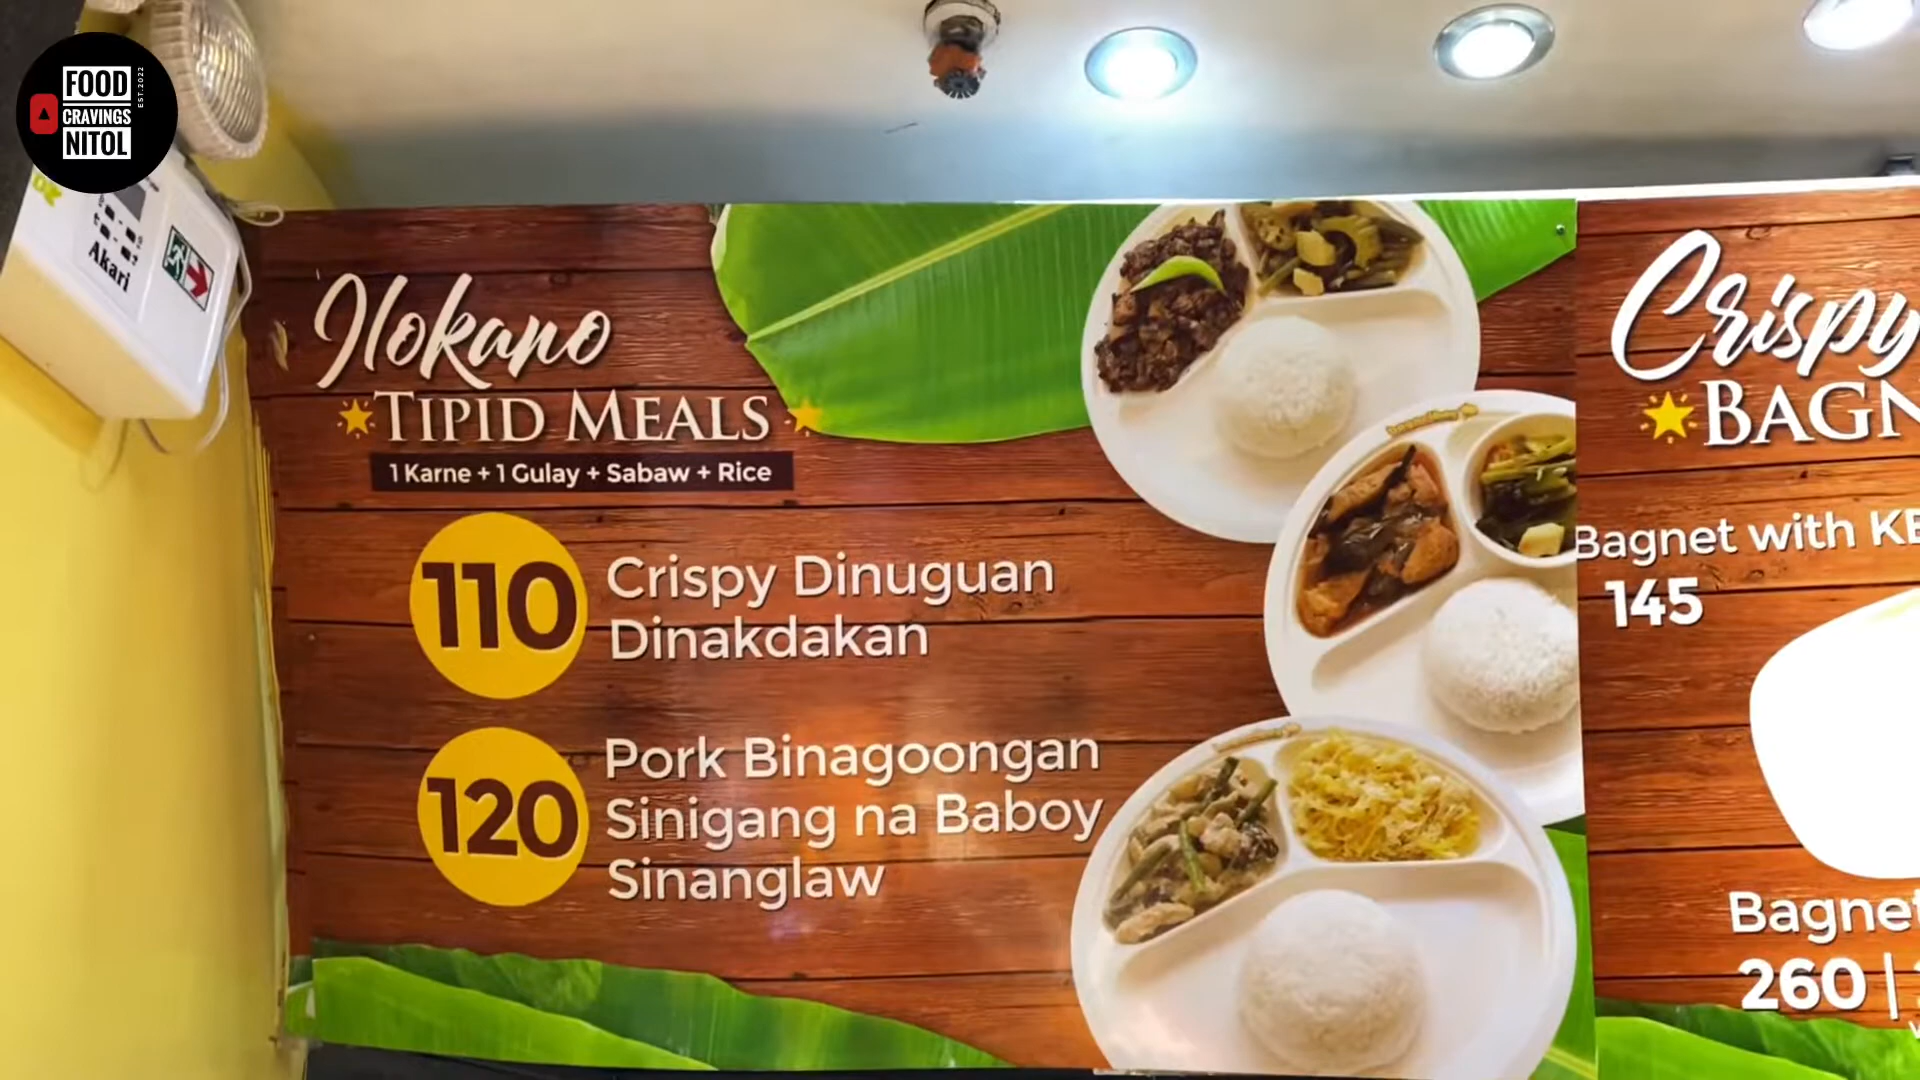 FOOD
CRAVINGS
NITOL
EST.2022
Akari
Ilokano
TIPID MEALS
1 Karne + 1 Gulay + Sabaw + Rice
110
Crispy Dinuguan
Dinakdakan
120
Pork Binagoongan
Sinigang na Baboy
Sinanglaw
Crispy
BAGN
Bagnet with KB
145
Bagnet
260 |